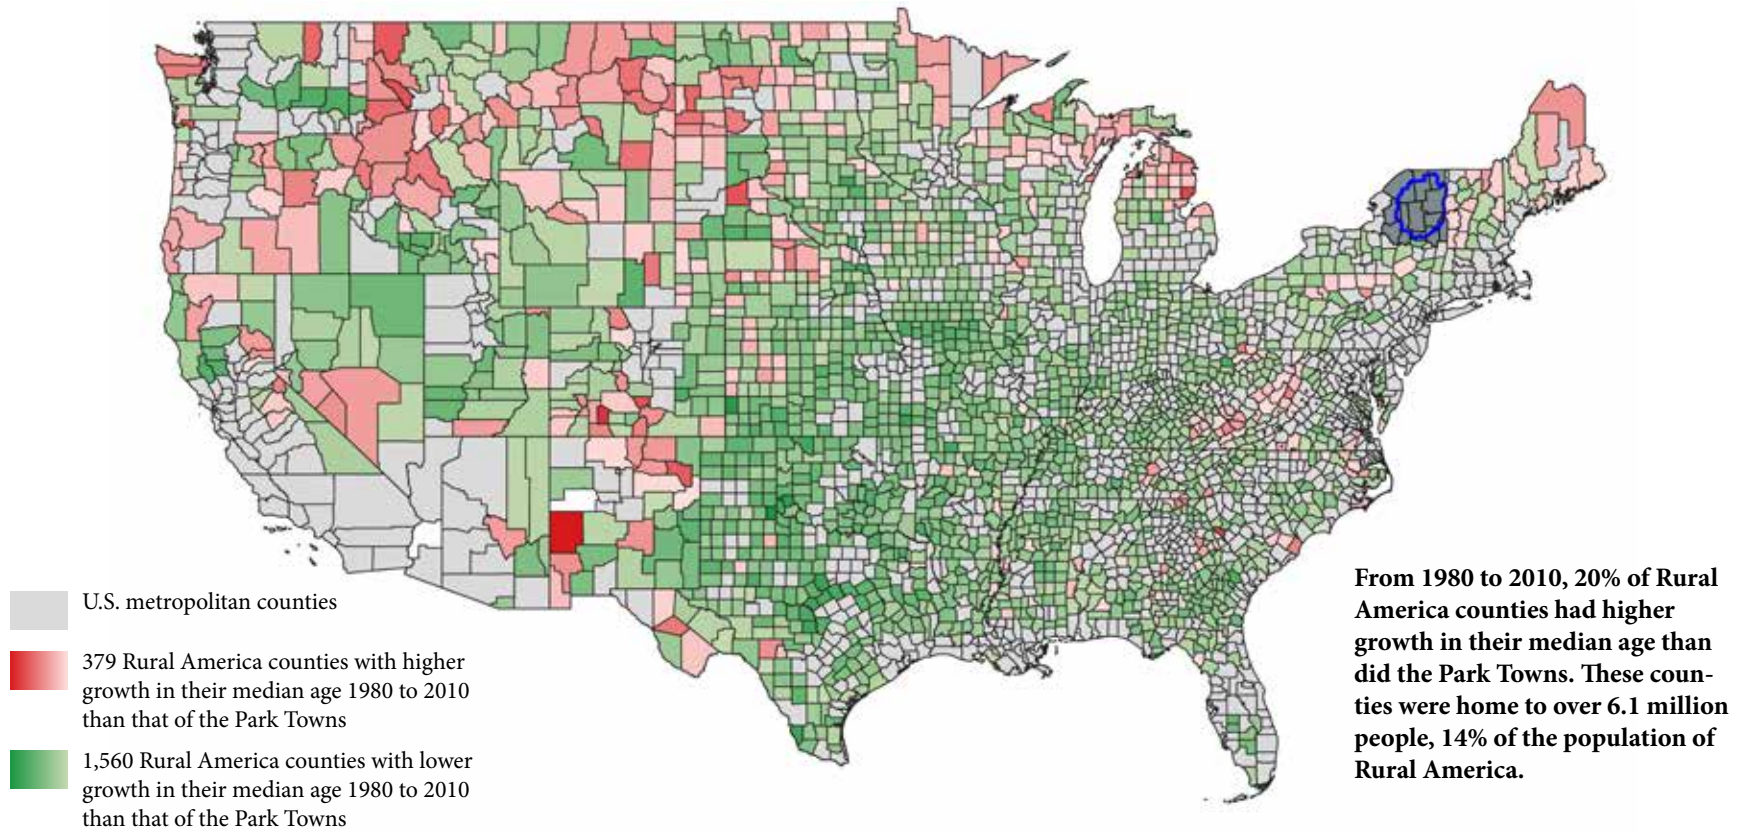 U.S. metropolitan counties
379 Rural America counties with higher
growth in their median age 1980 to 2010
than that of the Park Towns
1,560 Rural America counties with lower
growth in their median age 1980 to 2010
than that of the Park Towns
From 1980 to 2010, 20% of Rural
America counties had higher
growth in their median age than
did the Park Towns. These coun-
ties were home to over 6.1 million
people, 14% of the population of
Rural America.